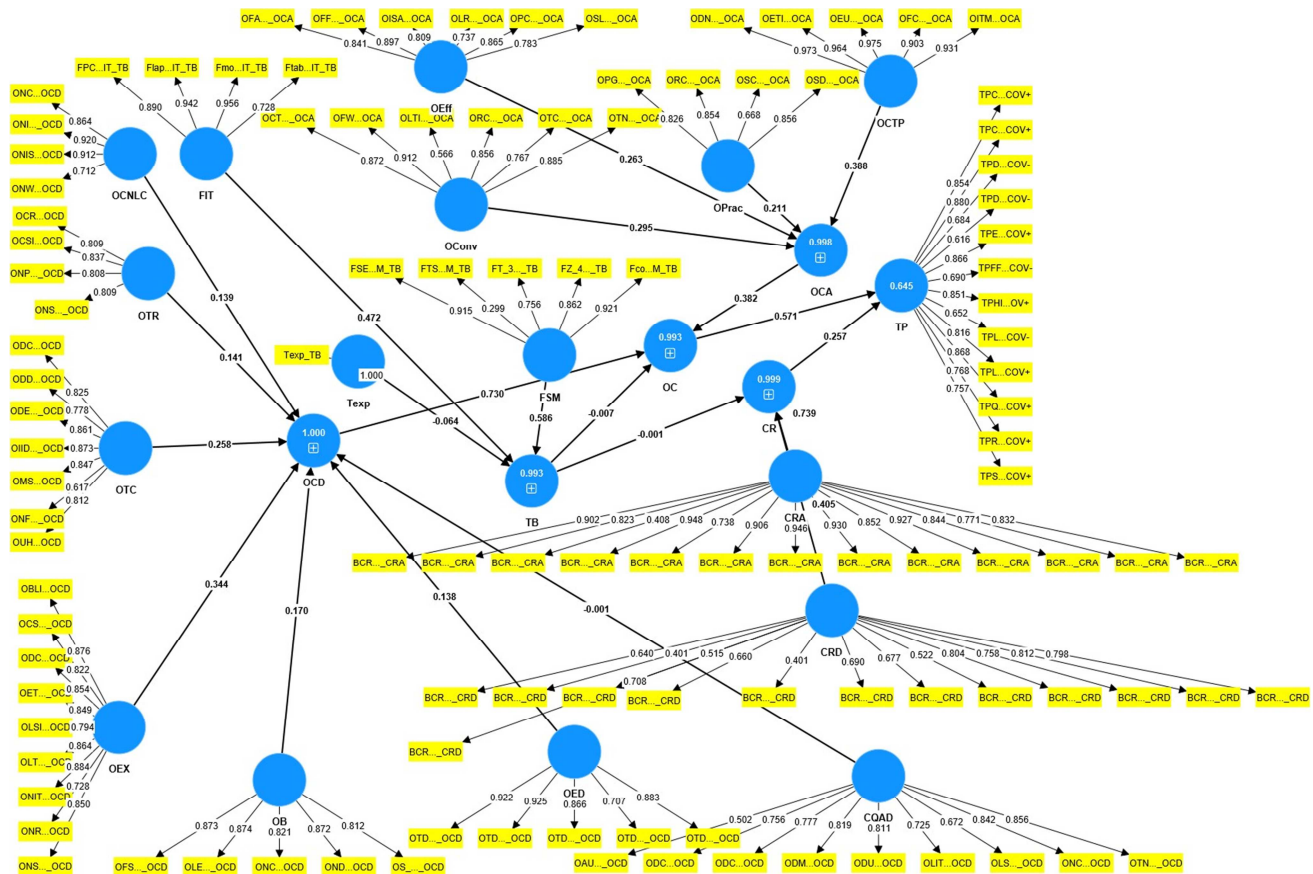 OFA..._OCA
OFF..._OCA
OISA...OCA
OLR..._OCA
OPC..._OCA
OSL..._OCA
0.841
0.897
0.809
0.737
0.865
0.783
OEff
ODN..._OCA
OETI...OCA
OEU..._OCA
OFC..._OCA
OITM...OCA
0.973
0.964
0.975
0.903
0.931
OCTP
FPC...IT_TB
Flap...IT_TB
Fmo...IT_TB
Ftab...IT_TB
0.890
0.942
0.956
0.728
FIT
ONC...OCD
ONI..._OCD
ONIS...OCD
ONW...OCD
0.864
0.920
0.912
0.712
OCNLC
OCT..._OCA
OFW..._OCA
OLTI..._OCA
ORC..._OCA
OTC..._OCA
OTN..._OCA
0.872
0.912
0.566
0.856
0.767
0.885
OConv
OPG..._OCA
ORC..._OCA
OSC..._OCA
OSD..._OCA
0.826
0.854
0.668
0.856
OPrac
0.263
0.388
0.211
0.295
0.998
OCA
OCR...OCD
OCSI...OCD
ONP..._OCD
ONS..._OCD
0.809
0.837
0.808
0.809
OTR
FSE...M_TB
FTS...M_TB
FT_3..._TB
FZ_4..._TB
Fco...M_TB
0.915
0.299
0.756
0.862
0.921
FSM
TPC...COV+
TPC...COV+
TPD...COV-
TPD...COV-
TPE...COV+
TPFF...COV-
TPHI...OV+
TPL...COV-
TPL...COV+
TPQ...COV+
TPR...COV+
TPS...COV+
0.854
0.880
0.684
0.616
0.866
0.690
0.851
0.652
0.816
0.868
0.768
0.757
0.645
TP
0.139
0.141
0.472
0.382
0.571
0.257
Texp_TB
1.000
Texp
0.993
OC
0.999
CR
0.730
-0.064
0.586
-0.007
-0.001
0.739
ODC...OCD
ODD...OCD
ODE..._OCD
OIID..._OCD
OMS...OCD
ONF..._OCD
OUH...OCD
0.825
0.778
0.861
0.873
0.847
0.617
0.812
OTC
0.258
1.000
OCD
0.993
TB
CRA
0.405
0.902
0.823
0.408
0.948
0.738
0.906
0.946
0.930
0.852
0.927
0.844
0.771
0.832
BCR..._CRA
BCR..._CRA
BCR..._CRA
BCR..._CRA
BCR..._CRA
BCR..._CRA
BCR..._CRA
BCR..._CRA
BCR..._CRA
BCR..._CRA
BCR..._CRA
BCR..._CRA
BCR..._CRA
0.344
0.170
0.138
-0.001
CRD
0.640
0.401
0.515
0.660
0.708
0.401
0.690
0.677
0.522
0.804
0.758
0.812
0.798
BCR..._CRD
BCR..._CRD
BCR..._CRD
BCR..._CRD
BCR..._CRD
BCR..._CRD
BCR..._CRD
BCR..._CRD
BCR..._CRD
BCR..._CRD
BCR..._CRD
BCR..._CRD
BCR..._CRD
OBLI...OCD
OCS..._OCD
ODC...OCD
OET..._OCD
OLSI...OCD
OLT..._OCD
ONIT...OCD
ONR...OCD
ONS..._OCD
0.876
0.822
0.854
0.849
0.794
0.864
0.884
0.728
0.850
OEX
OB
0.873
0.874
0.821
0.872
0.812
OFS..._OCD
OLE..._OCD
ONC...OCD
OND...OCD
OS_..._OCD
OED
0.922
0.925
0.866
0.707
0.883
OTD..._OCD
OTD..._OCD
OTD..._OCD
OTD..._OCD
OTD..._OCD
CQAD
0.502
0.756
0.777
0.819
0.811
0.725
0.672
0.842
0.856
OAU..._OCD
ODC...OCD
ODC...OCD
ODM...OCD
ODU...OCD
OLIT...OCD
OLS..._OCD
ONC...OCD
OTN..._OCD